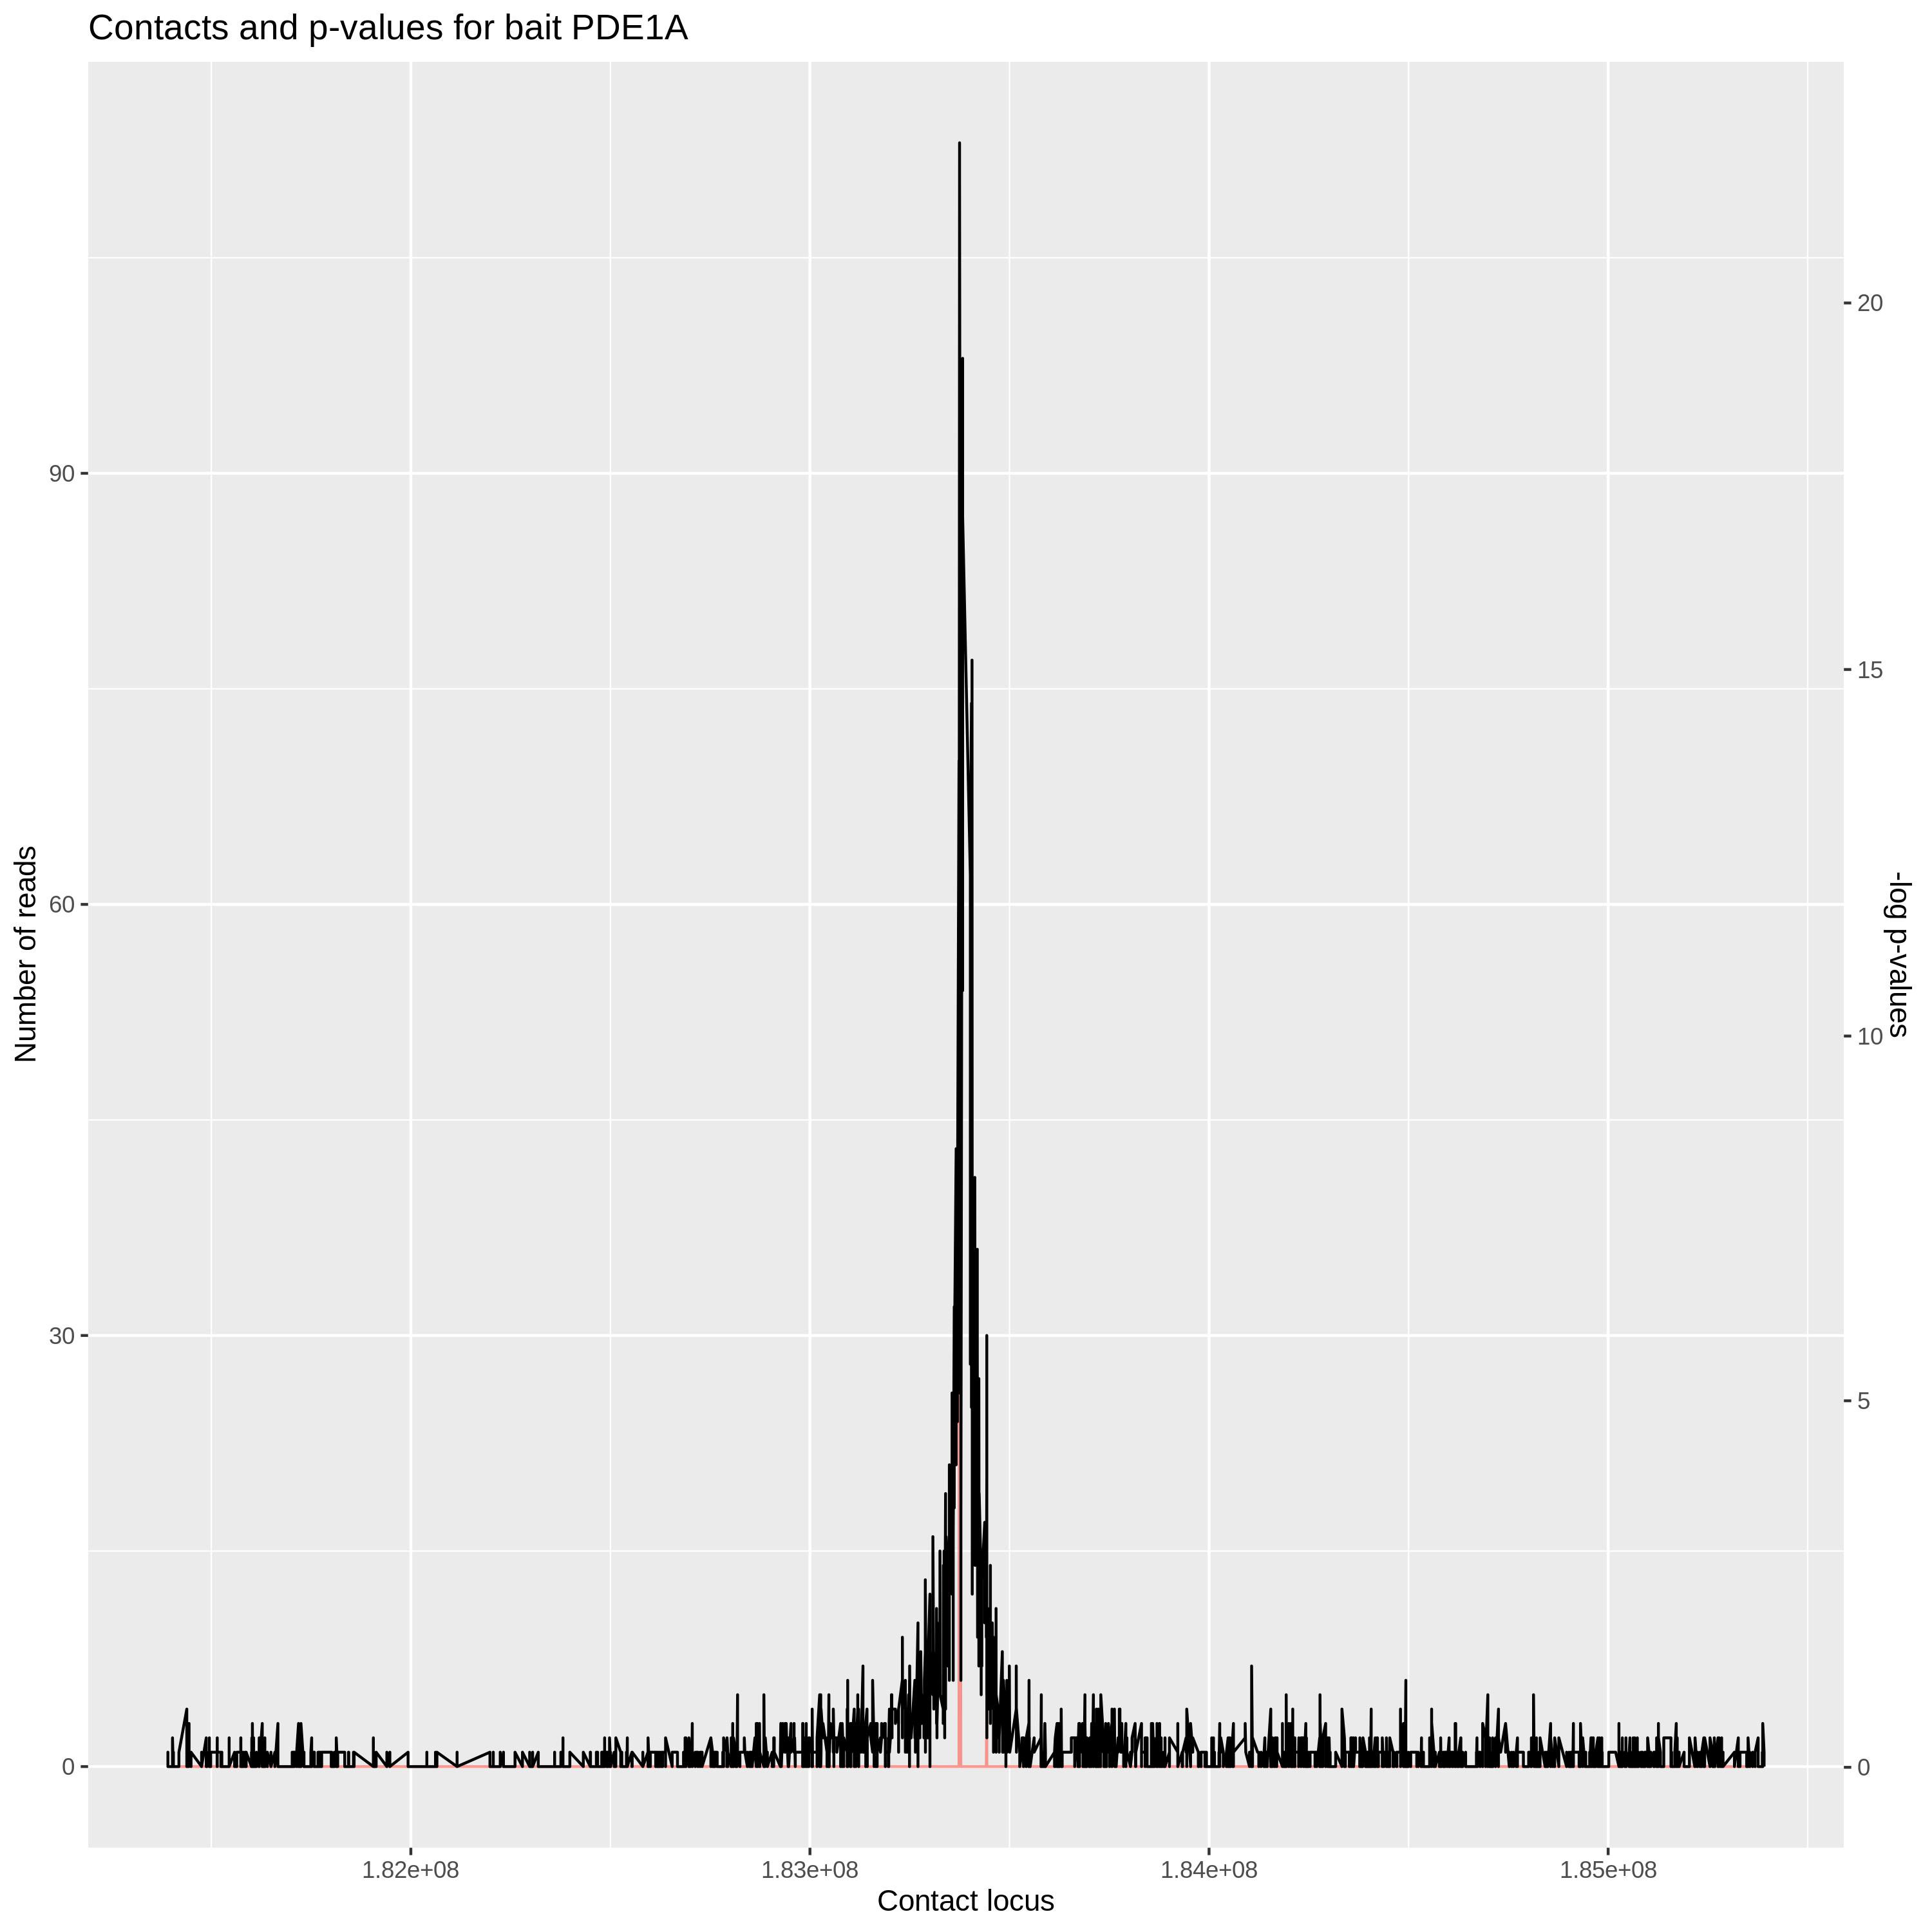 Contacts and p-values for bait PDE1A
Number of reads
90
60
30
0
20
15
10
5
0
-log p-values
1.82e+08
1.83e+08
1.84e+08
1.85e+08
Contact locus